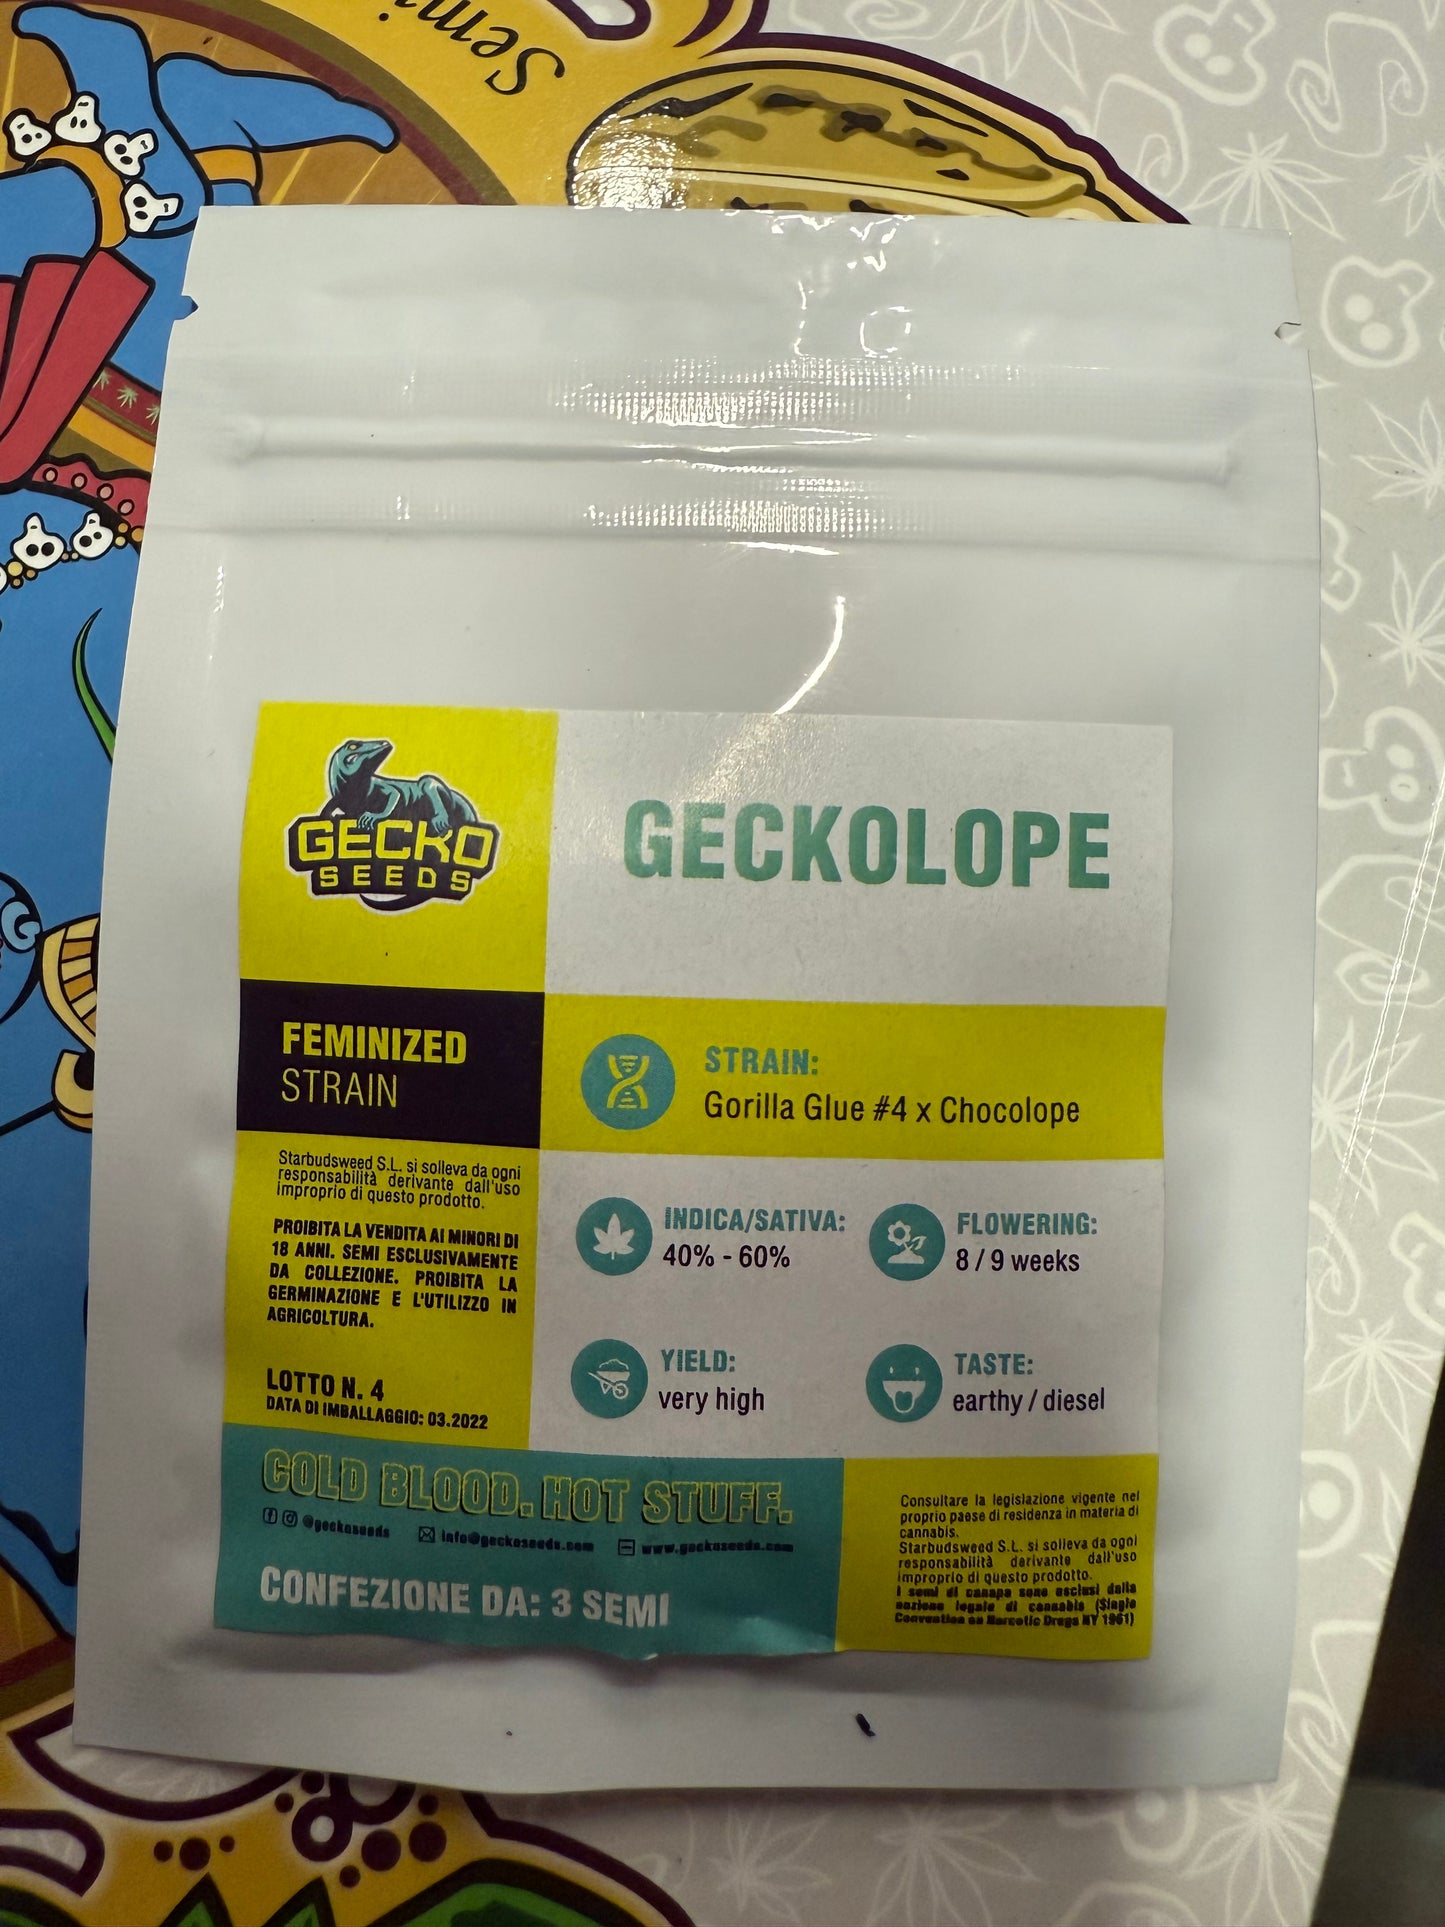 Semi
GECKO
SEEDS
GECKOLOPE
FEMINIZED
STRAIN
STRAIN:
Gorilla Glue #4 x Chocolope
Starbudsweed S.L. si solleva da ogni
responsabilità derivante dall'uso
improprio di questo prodotto.
PROIBITA LA VENDITA AI MINORI DI
18 ANNI. SEMI ESCLUSIVAMENTE
DA COLLEZIONE. PROIBITA LA
GERMINAZIONE E L'UTILIZZO IN
AGRICOLTURA.
LOTTO N. 4
DATA DI IMBALLAGGIO: 03.2022
INDICA/SATIVA:
40% - 60%
FLOWERING:
8 / 9 weeks
YIELD:
very high
TASTE:
earthy / diesel
COLD BLOOD. HOT STUFF.
@geckoseeds info@geckoseeds.com www.geckoseeds.com
CONFEZIONE DA: 3 SEMI
Consultare la legislazione vigente nel
proprio paese di residenza in materia di
cannabis.
Starbudsweed S.L. si solleva da ogni
responsabilità derivante dall'uso
improprio di questo prodotto.
I semi di canapa sono esclusi dalla
nozione legale di cannabis (Single
Convention on Narcotic Drugs NY 1961)